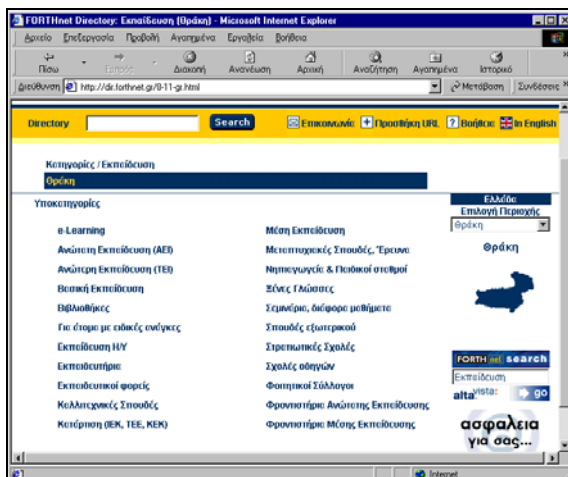 FORTHnet Directory: Εκπαίδευση (Θράκη) - Microsoft Internet Explorer
Αρχείο Επεξεργασία Προβολή Αγαπημένα Εργαλεία Βοήθεια
Πίσω Εμπρός Διακοπή Ανανέωση Αρχική Αναζήτηση Αγαπημένα Ιστορικό
Διεύθυνση http://dir.forthnet.gr/8-11-gr.html Μετάβαση Συνδέσεις
Directory Search Επικοινωνία Προσθήκη URL Βοήθεια In English
Κατηγορίες / Εκπαίδευση
Θράκη
Υποκατηγορίες
e-Learning
Ανώτατη Εκπαίδευση (ΑΕΙ)
Ανώτερη Εκπαίδευση (ΤΕΙ)
Βασική Εκπαίδευση
Βιβλιοθήκες
Για άτομα με ειδικές ανάγκες
Εκπαίδευση Η/Υ
Εκπαιδευτήρια
Εκπαιδευτικοί φορείς
Καλλιτεχνικές Σπουδές
Κατάρτιση (ΙΕΚ, ΤΕΕ, ΚΕΚ)
Μέση Εκπαίδευση
Μεταπτυχιακές Σπουδές, Έρευνα
Νηπιαγωγεία & Παιδικοί σταθμοί
Ξένες Γλώσσες
Σεμινάρια, διάφορα μαθήματα
Σπουδές εξωτερικού
Στρατιωτικές Σχολές
Σχολές οδηγών
Φοιτητικοί Σύλλογοι
Φροντιστήρια Ανώτατης Εκπαίδευσης
Φροντιστήρια Μέσης Εκπαίδευσης
Ελλάδα
Επιλογή Περιοχής
Θράκη
Θράκη
FORTHnet search
Εκπαίδευση
alta vista: go
ασφαλεια
για σας...
Internet